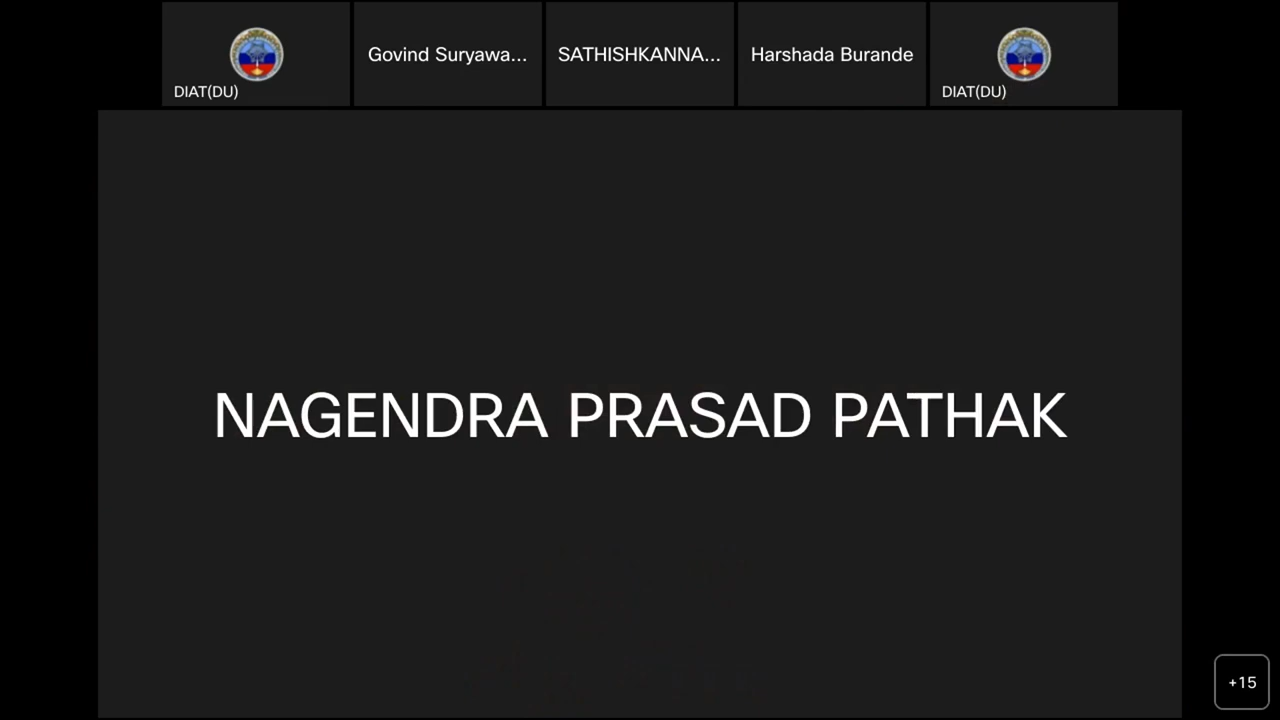 DIAT(DU)
Govind Suryawa...
SATHISHKANNA...
Harshada Burande
DIAT(DU)
NAGENDRA PRASAD PATHAK
+15